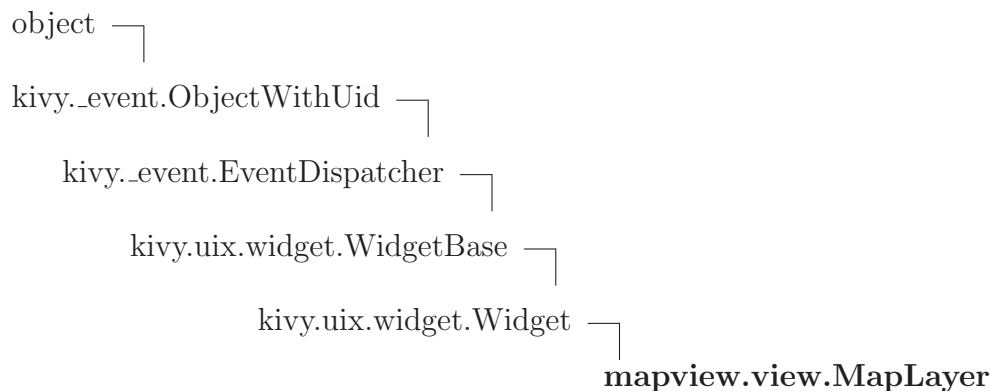 object
kivy._event.ObjectWithUid
kivy._event.EventDispatcher
kivy.uix.widget.WidgetBase
kivy.uix.widget.Widget
mapview.view.MapLayer